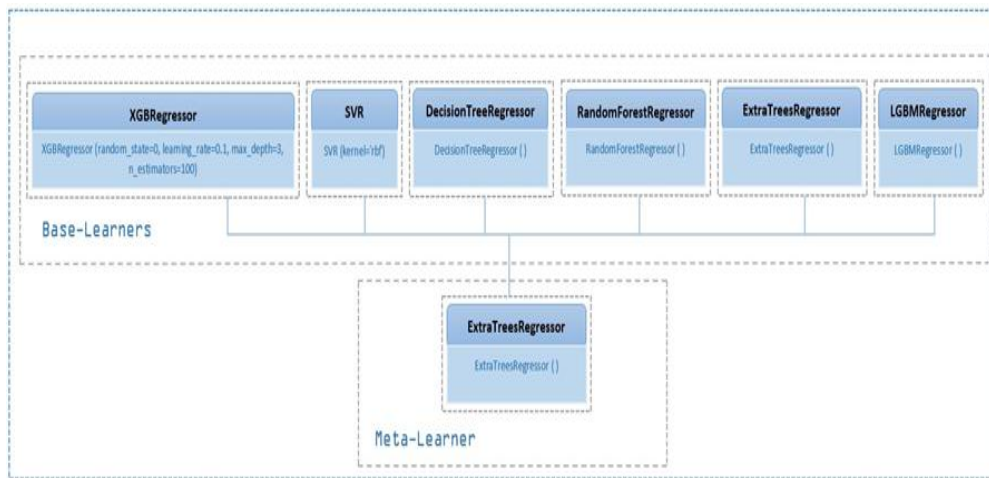 XGBRegressor
XGBRegressor (random_state=0, learning_rate=0.1, max_depth=3,
n_estimators=100)
SVR
SVR (kernel='rbf')
DecisionTreeRegressor
DecisionTreeRegressor ( )
RandomForestRegressor
RandomForestRegressor ( )
ExtraTreesRegressor
ExtraTreesRegressor ( )
LGBMRegressor
LGBMRegressor ( )
Base-Learners
ExtraTreesRegressor
ExtraTreesRegressor ( )
Meta-Learner